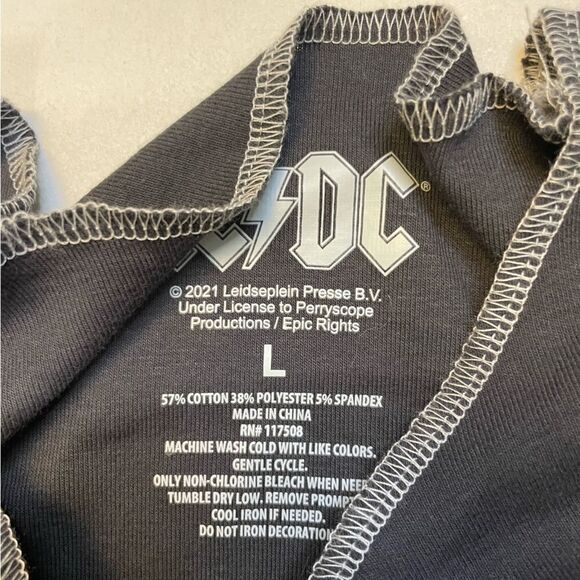 DC®
© 2021 Leidseplein Presse B.V.
Under License to Perryscope
Productions / Epic Rights
L
57% COTTON 38% POLYESTER 5% SPANDEX
MADE IN CHINA
RN# 117508
MACHINE WASH COLD WITH LIKE COLORS.
GENTLE CYCLE.
ONLY NON-CHLORINE BLEACH WHEN
TUMBLE DRY LOW. REMOVE
COOL IRON IF NEEDED.
DO NOT IRON DECORATION